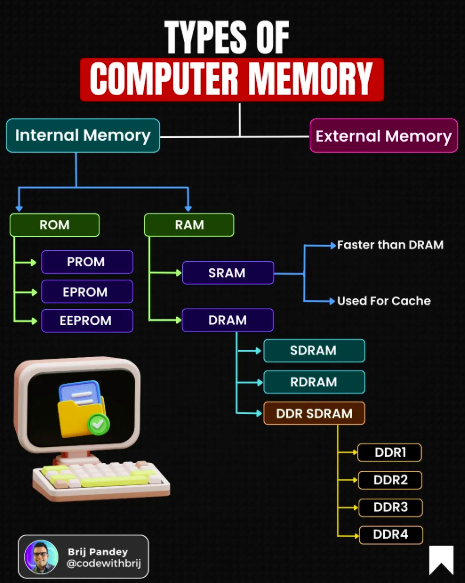 TYPES OF
COMPUTER MEMORY
Internal Memory
External Memory
ROM
RAM
PROM
EPROM
EEPROM
SRAM
Faster than DRAM
Used For Cache
DRAM
SDRAM
RDRAM
DDR SDRAM
DDR1
DDR2
DDR3
DDR4
Brij Pandey
@codewithbrij